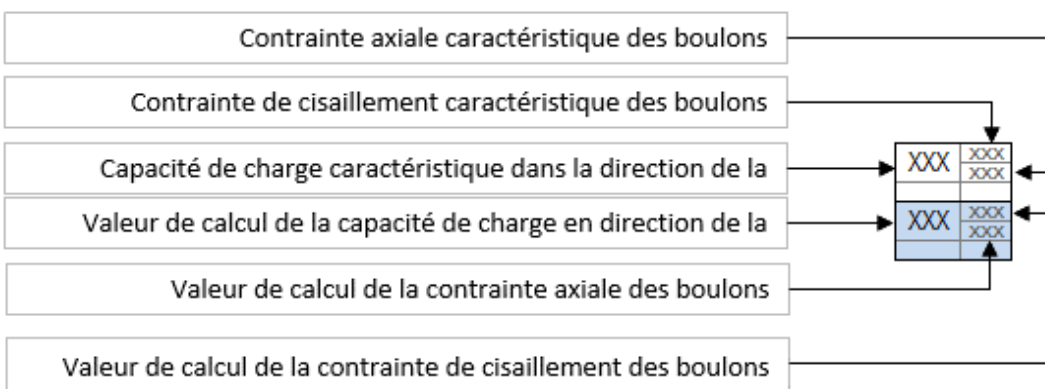 Contrainte axiale caractéristique des boulons
Contrainte de cisaillement caractéristique des boulons
Capacité de charge caractéristique dans la direction de la
Valeur de calcul de la capacité de charge en direction de la
Valeur de calcul de la contrainte axiale des boulons
Valeur de calcul de la contrainte de cisaillement des boulons
XXX XXX
XXX
XXX XXX
XXX